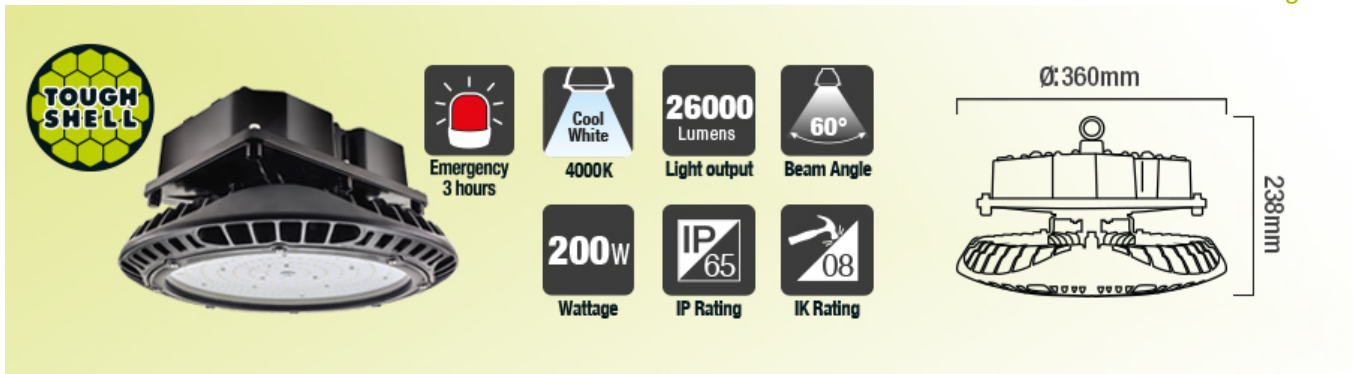 TOUGH
SHELL
Emergency
3 hours
Cool
White
4000K
26000
Lumens
Light output
60°
Beam Angle
200W
Wattage
IP
65
IP Rating
08
IK Rating
Ø:360mm
238mm